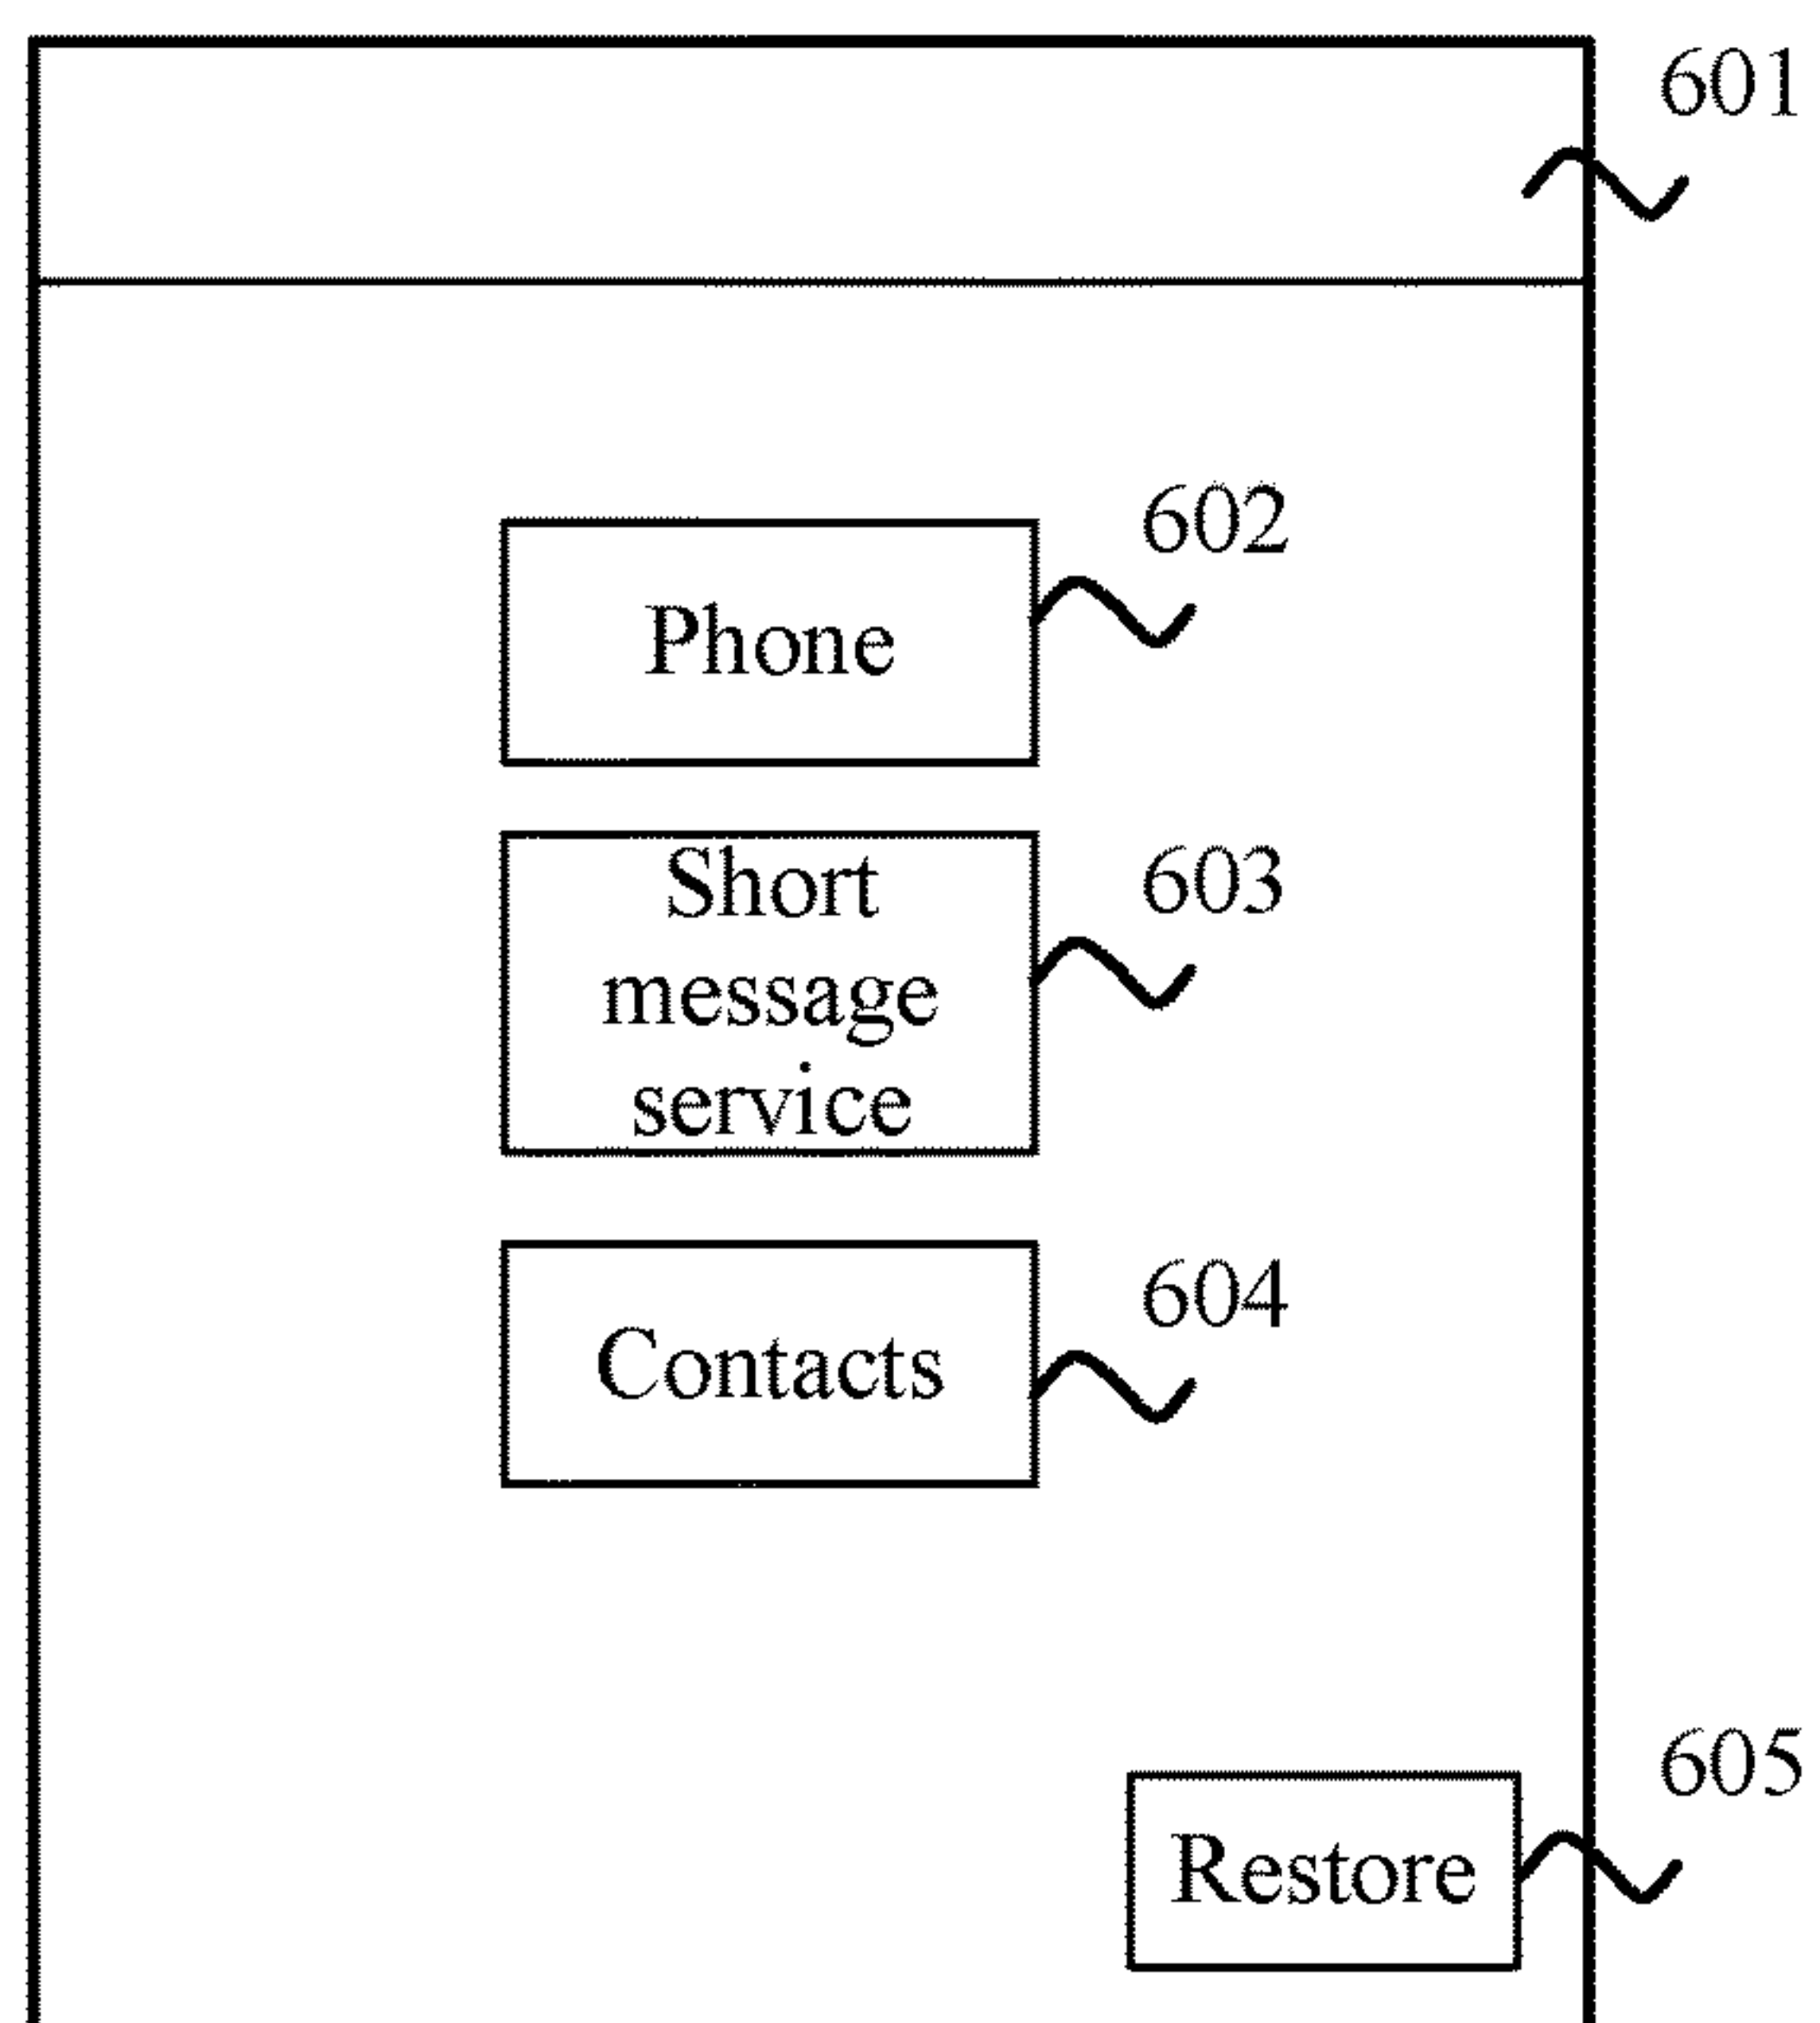 601
602
Phone
603
Short
message
service
604
Contacts
605
Restore